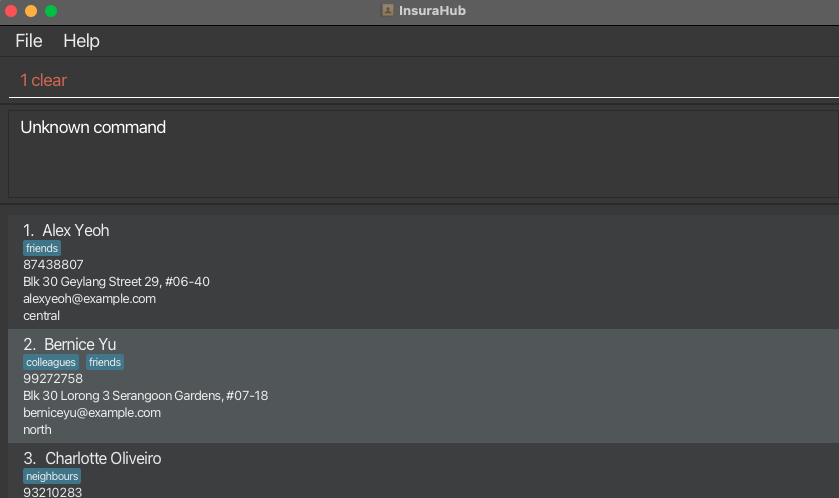 InsuraHub
File Help
1 clear
Unknown command
1. Alex Yeoh
friends
87438807
Blk 30 Geylang Street 29, #06-40
alexyeoh@example.com
central
2. Bernice Yu
colleagues friends
99272758
Blk 30 Lorong 3 Serangoon Gardens, #07-18
berniceyu@example.com
north
3. Charlotte Oliveiro
neighbours
93210283